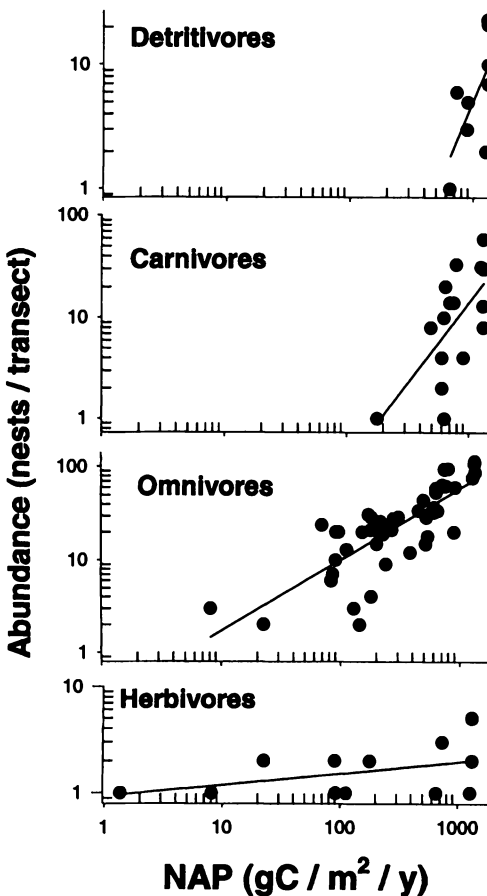 Detritivores
10
1
100
Carnivores
10
1
100
Omnivores
10
1
10
Herbivores
1
1 10 100 1000
NAP (gC / m² / y)
Abundance (nests / transect)